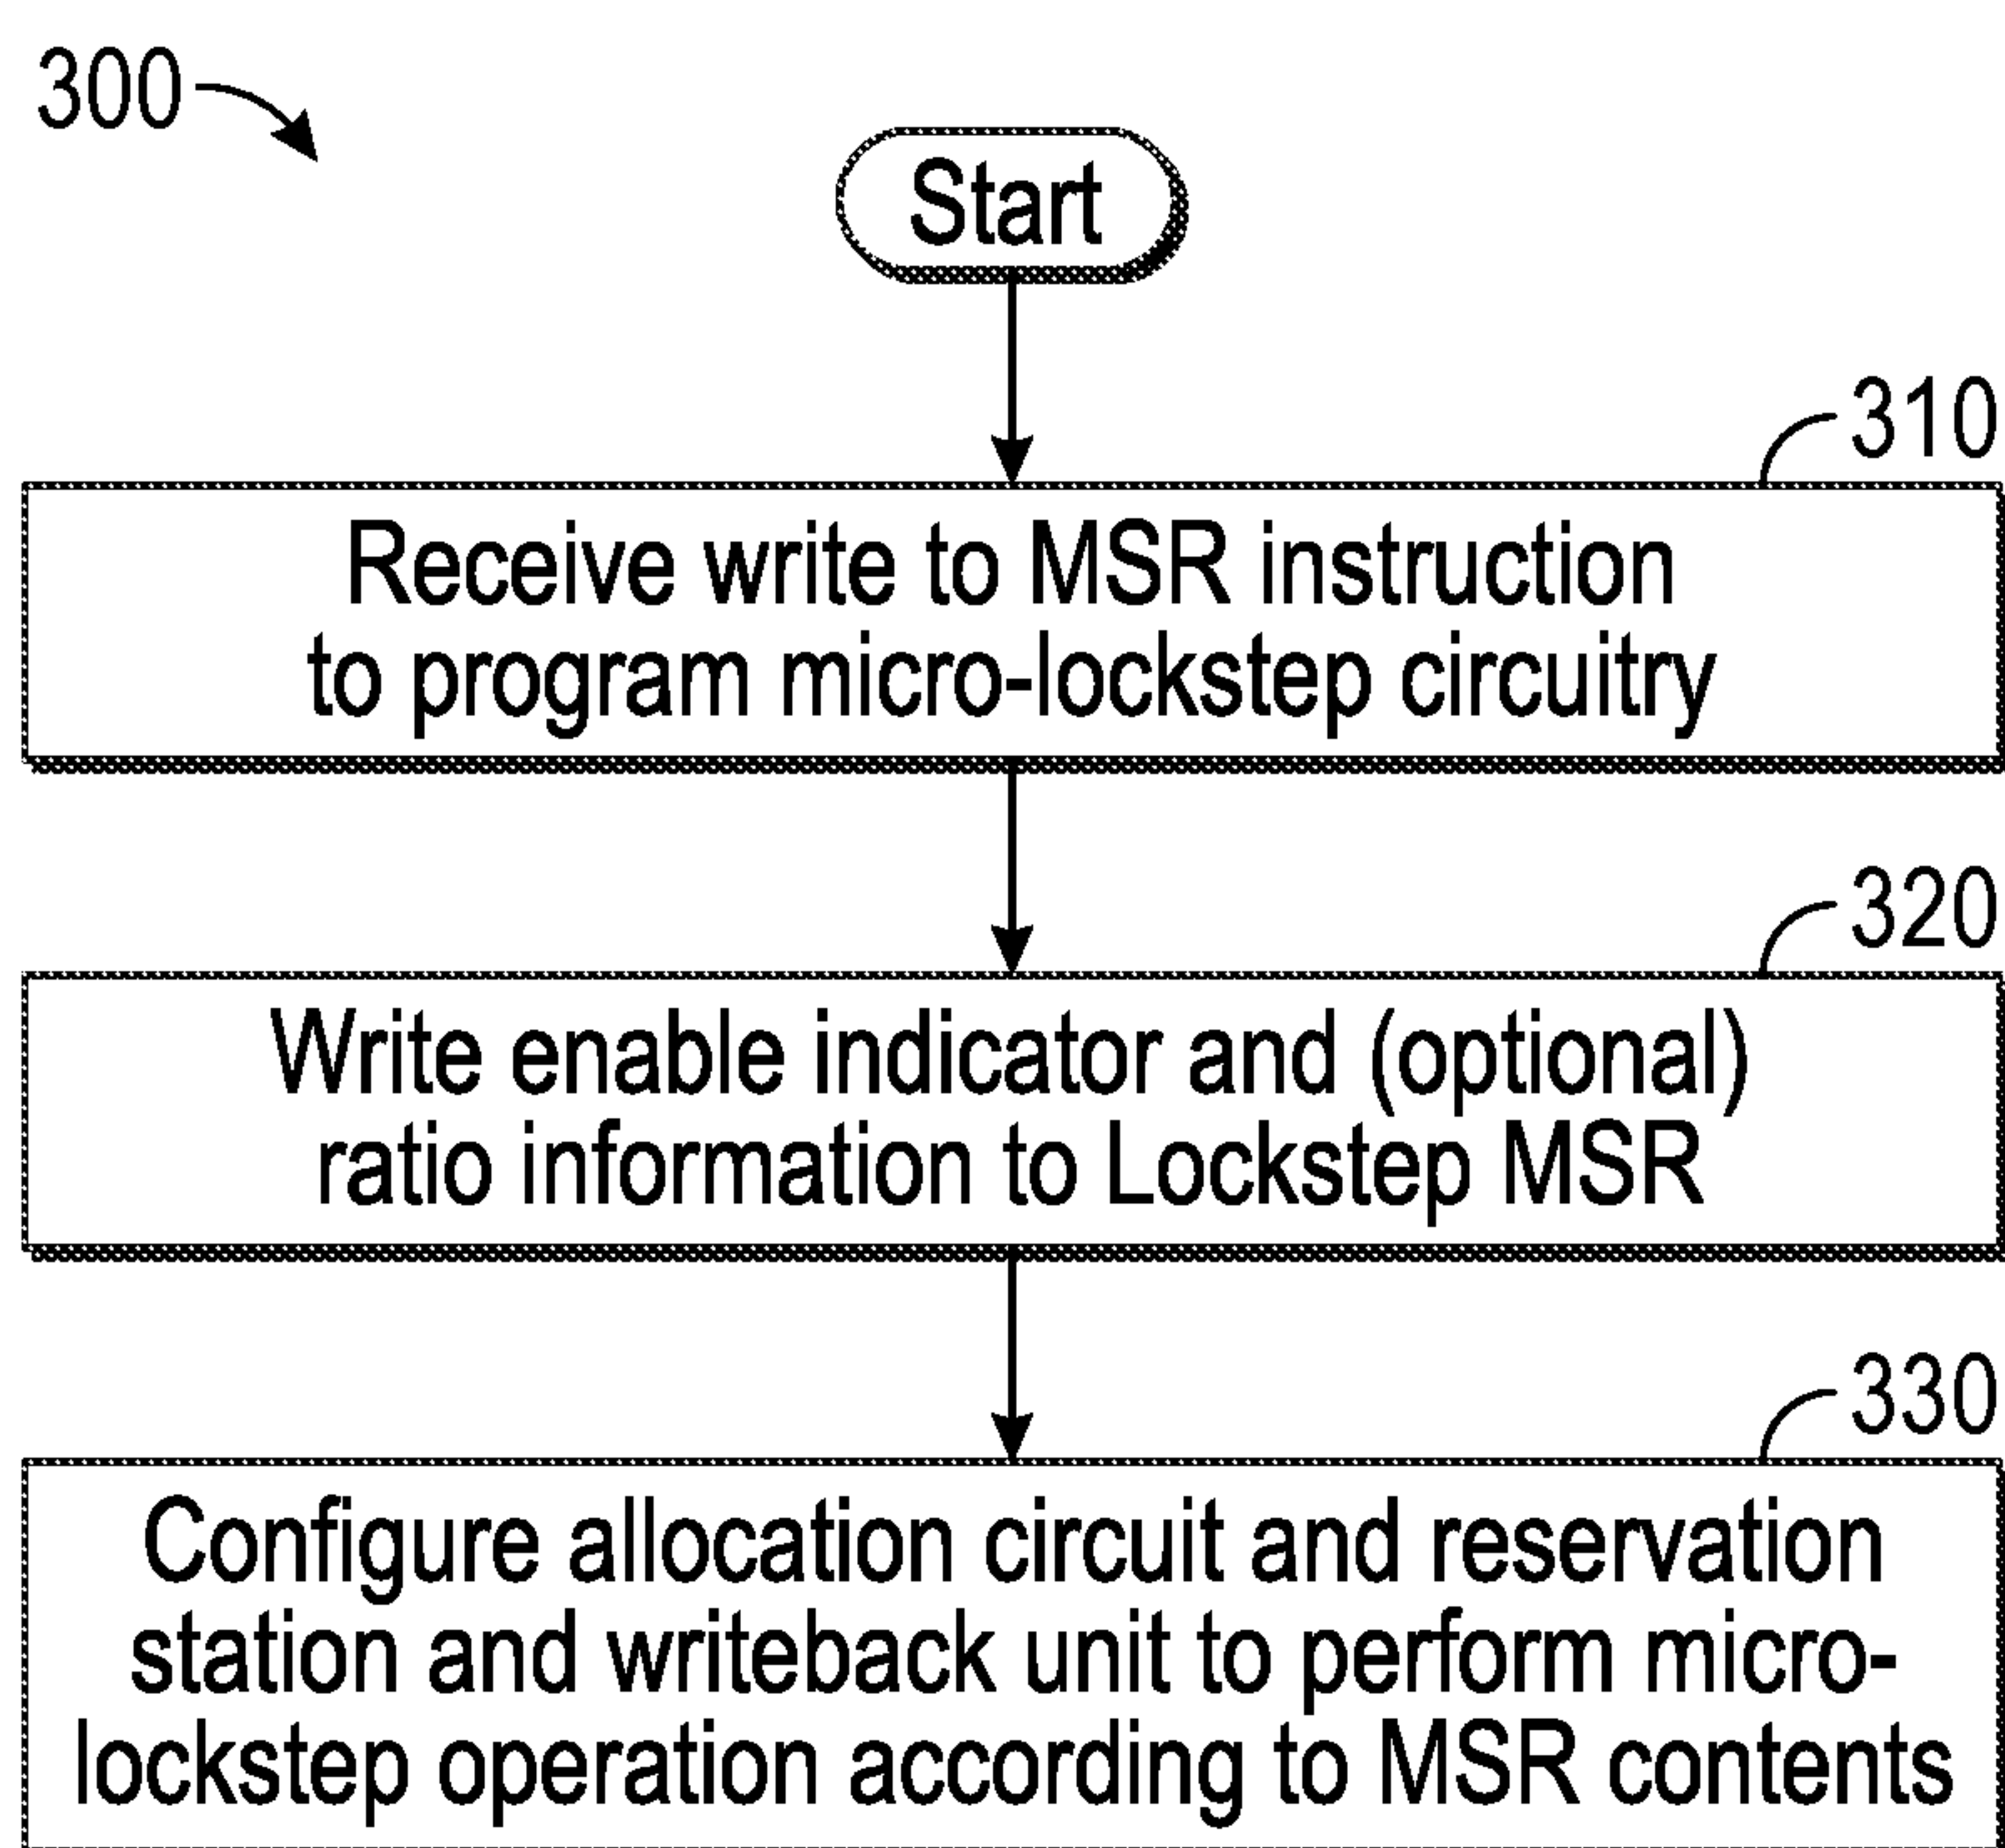 300
Start
310
Receive write to MSR instruction
to program micro-lockstep circuitry
320
Write enable indicator and (optional)
ratio information to Lockstep MSR
330
Configure allocation circuit and reservation
station and writeback unit to perform micro-
lockstep operation according to MSR contents